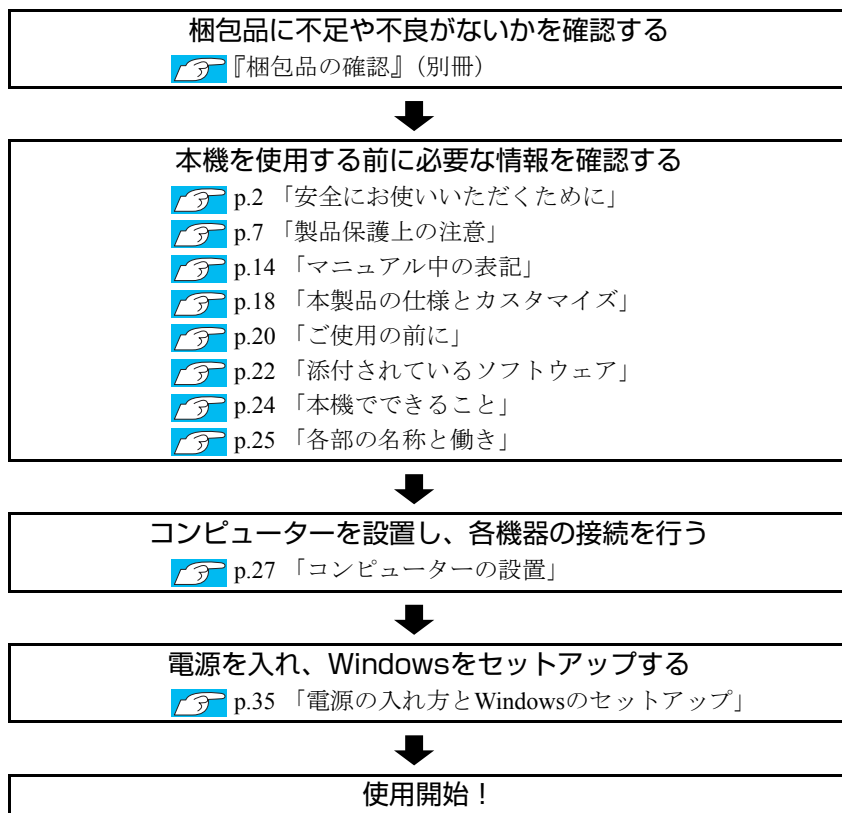 梱包品に不足や不良がないかを確認する
『梱包品の確認』（別冊）
本機を使用する前に必要な情報を確認する
p.2 「安全にお使いいただくために」
p.7 「製品保護上の注意」
p.14 「マニュアル中の表記」
p.18 「本製品の仕様とカスタマイズ」
p.20 「ご使用の前に」
p.22 「添付されているソフトウェア」
p.24 「本機でできること」
p.25 「各部の名称と働き」
コンピューターを設置し、各機器の接続を行う
p.27 「コンピューターの設置」
電源を入れ、Windowsをセットアップする
p.35 「電源の入れ方とWindowsのセットアップ」
使用開始！